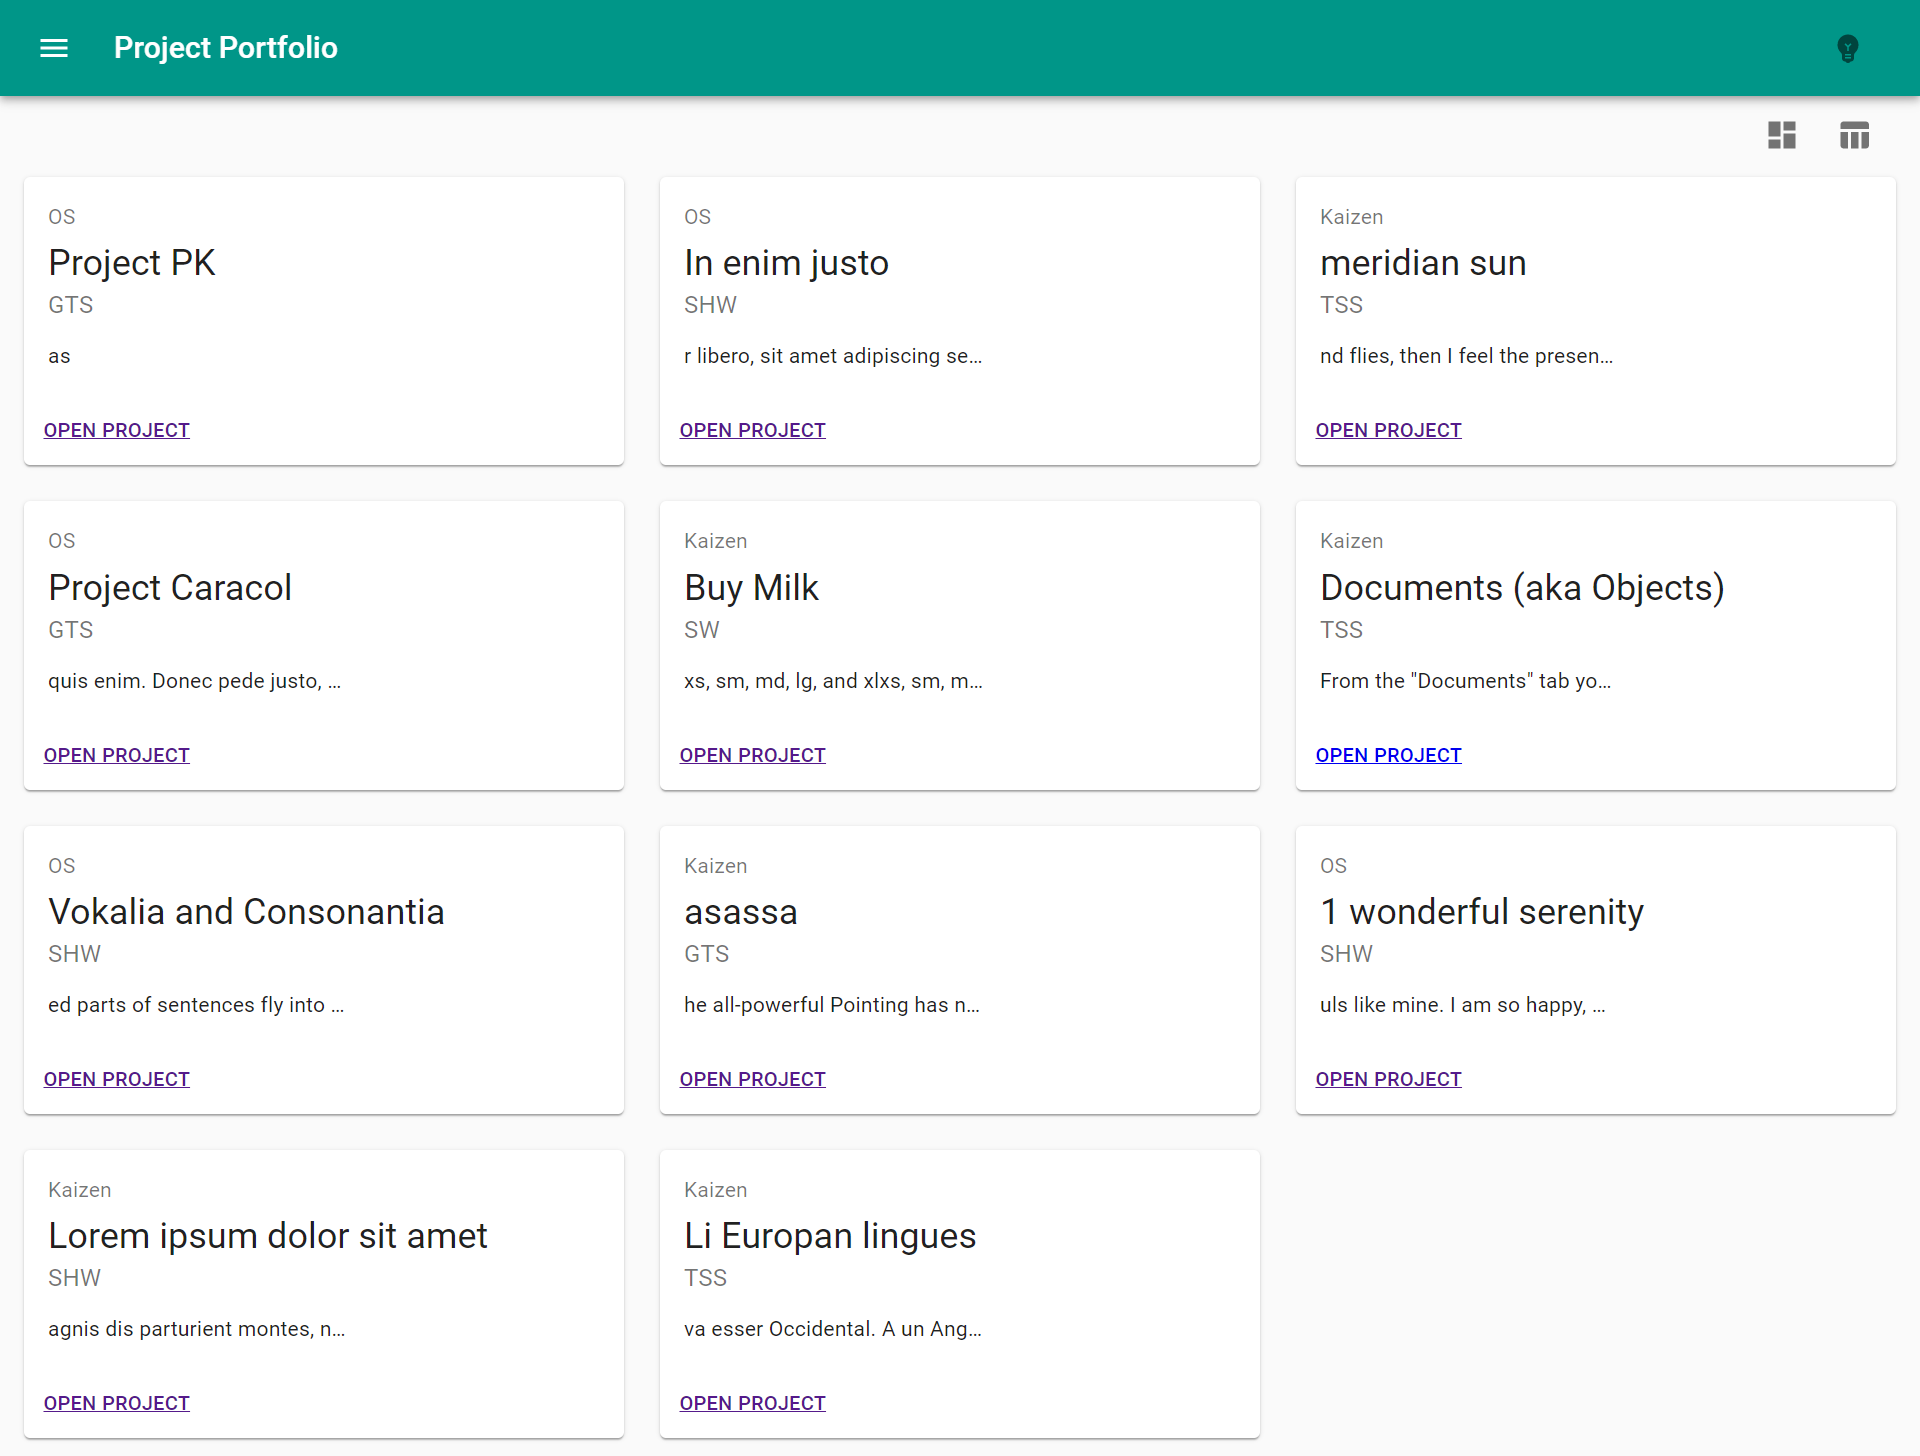 Project Portfolio
OS
Project PK
GTS
as
OPEN PROJECT
OS
In enim justo
SHW
r libero, sit amet adipiscing se...
OPEN PROJECT
Kaizen
meridian sun
TSS
nd flies, then I feel the presen...
OPEN PROJECT
OS
Project Caracol
GTS
quis enim. Donec pede justo, ...
OPEN PROJECT
Kaizen
Buy Milk
SW
xs, sm, md, lg, and xlxs, sm, m...
OPEN PROJECT
Kaizen
Documents (aka Objects)
TSS
From the "Documents" tab yo...
OPEN PROJECT
OS
Vokalia and Consonantia
SHW
ed parts of sentences fly into ...
OPEN PROJECT
Kaizen
asassa
GTS
he all-powerful Pointing has n...
OPEN PROJECT
OS
1 wonderful serenity
SHW
uls like mine. I am so happy, ...
OPEN PROJECT
Kaizen
Lorem ipsum dolor sit amet
SHW
agnis dis parturient montes, n...
OPEN PROJECT
Kaizen
Li Europan lingues
TSS
va esser Occidental. A un Ang...
OPEN PROJECT